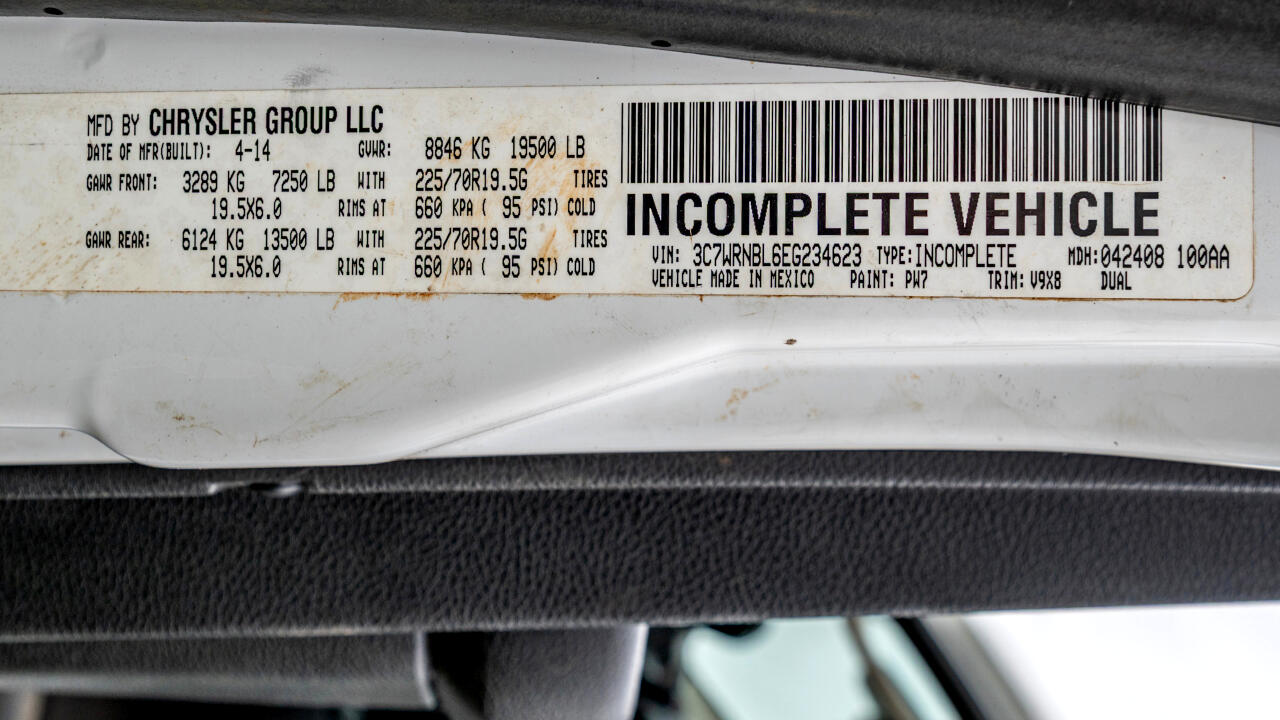 MFD BY CHRYSLER GROUP LLC
DATE OF MFR(BUILT): 4-14 GVWR: 8846 KG 19500 LB
GAWR FRONT: 3289 KG 7250 LB WITH 225/70R19.5G TIRES
19.5X6.0 RIMS AT 660 KPA ( 95 PSI) COLD
GAWR REAR: 6124 KG 13500 LB WITH 225/70R19.5G TIRES
19.5X6.0 RIMS AT 660 KPA ( 95 PSI) COLD
INCOMPLETE VEHICLE
VIN: 3C7WRNBL6EG234623 TYPE:INCOMPLETE MDH:042408 100AA
VEHICLE MADE IN MEXICO PAINT: PW7 TRIM: V9X8 DUAL